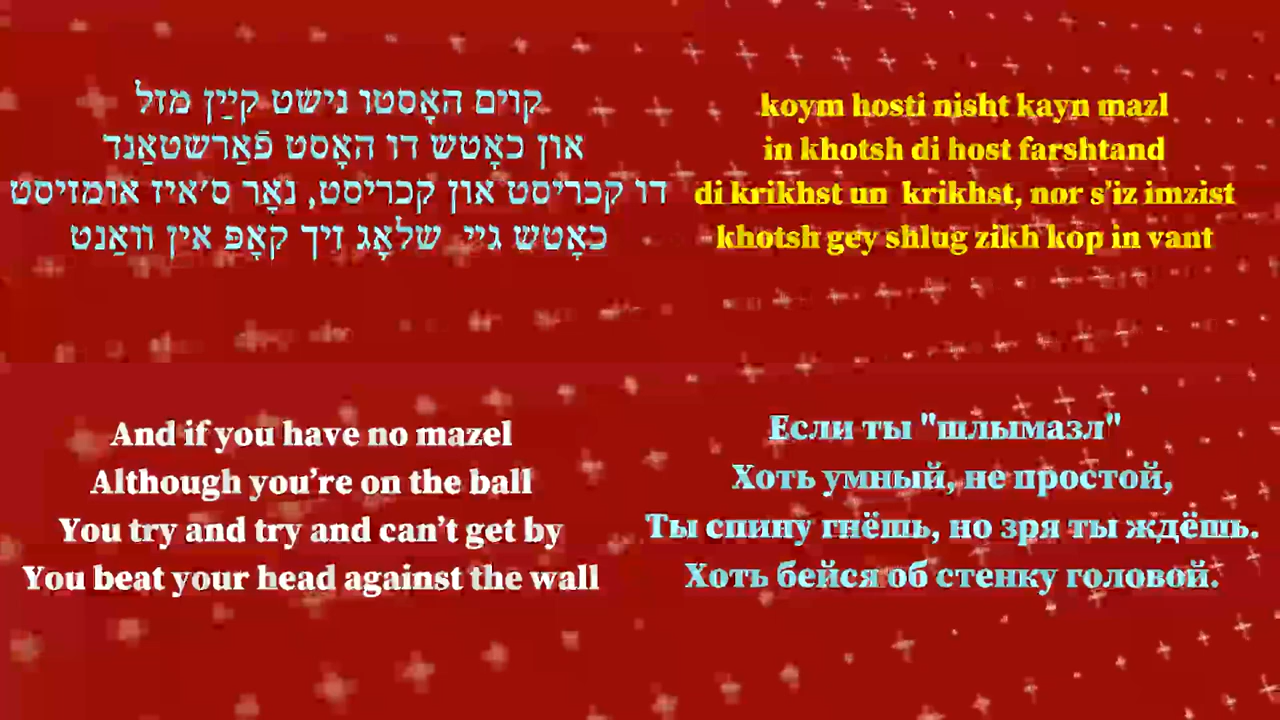 קוים האָסטו נישט קײַן מזל
און כאָטש דו האָסט פֿאַרשטאַנד
דו קכריסט און קכריסט, נאָר ס׳איז אומזיסט
כאָטש גיי שלאָג זיך קאָפּ אין וואַנט
koym hosti nisht kayn mazl
in khotsh di host farshtand
di krikhst un krikhst, nor s'iz imzist
khotsh gey shlug zikh kop in vant
And if you have no mazel
Although you’re on the ball
You try and try and can’t get by
You beat your head against the wall
Если ты "шлымазл"
Хоть умный, не простой,
Ты спину гнёшь, но зря ты ждёшь.
Хоть бейся об стенку головой.